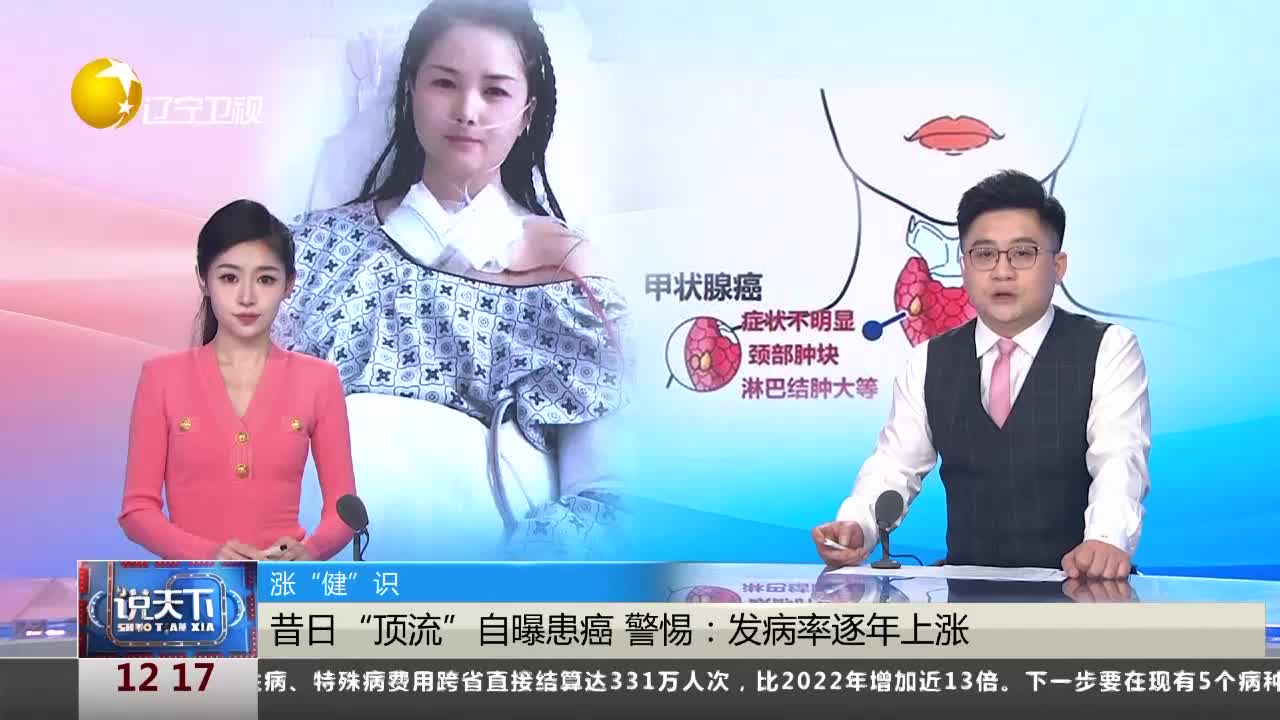 辽宁卫视
甲状腺癌
症状不明显
颈部肿块
淋巴结肿大等
说天下
SHUO TIAN XIA
涨“健”识
昔日“顶流”自曝患癌 警惕：发病率逐年上涨
12 17
病、特殊病费用跨省直接结算达331万人次，比2022年增加近13倍。下一步要在现有5个病种